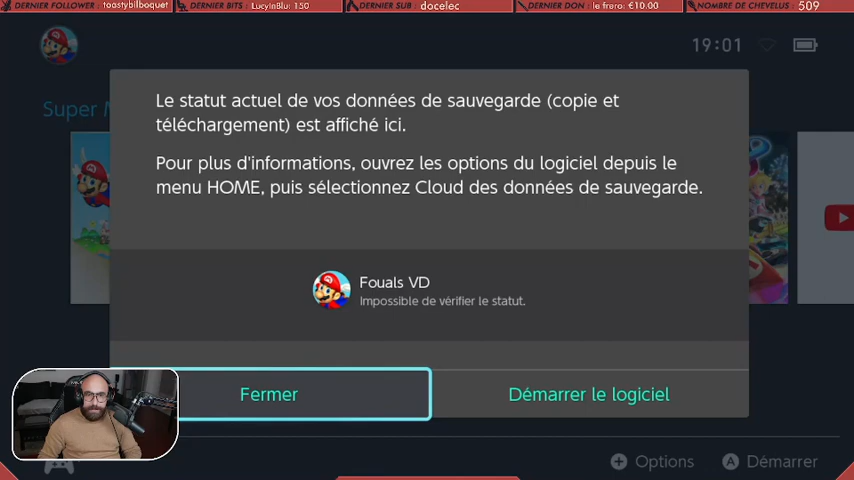 DERNIER FOLLOWER : toastybilboquet
DERNIER BITS : LucyInBlu: 150
DERNIER SUB : docelec
DERNIER DON : le frero: €10.00
NOMBRE DE CHEVELUS : 509
19:01
Super M
Le statut actuel de vos données de sauvegarde (copie et
téléchargement) est affiché ici.
Pour plus d'informations, ouvrez les options du logiciel depuis le
menu HOME, puis sélectionnez Cloud des données de sauvegarde.
Fouals VD
Impossible de vérifier le statut.
Fermer
Démarrer le logiciel
Options
A Démarrer